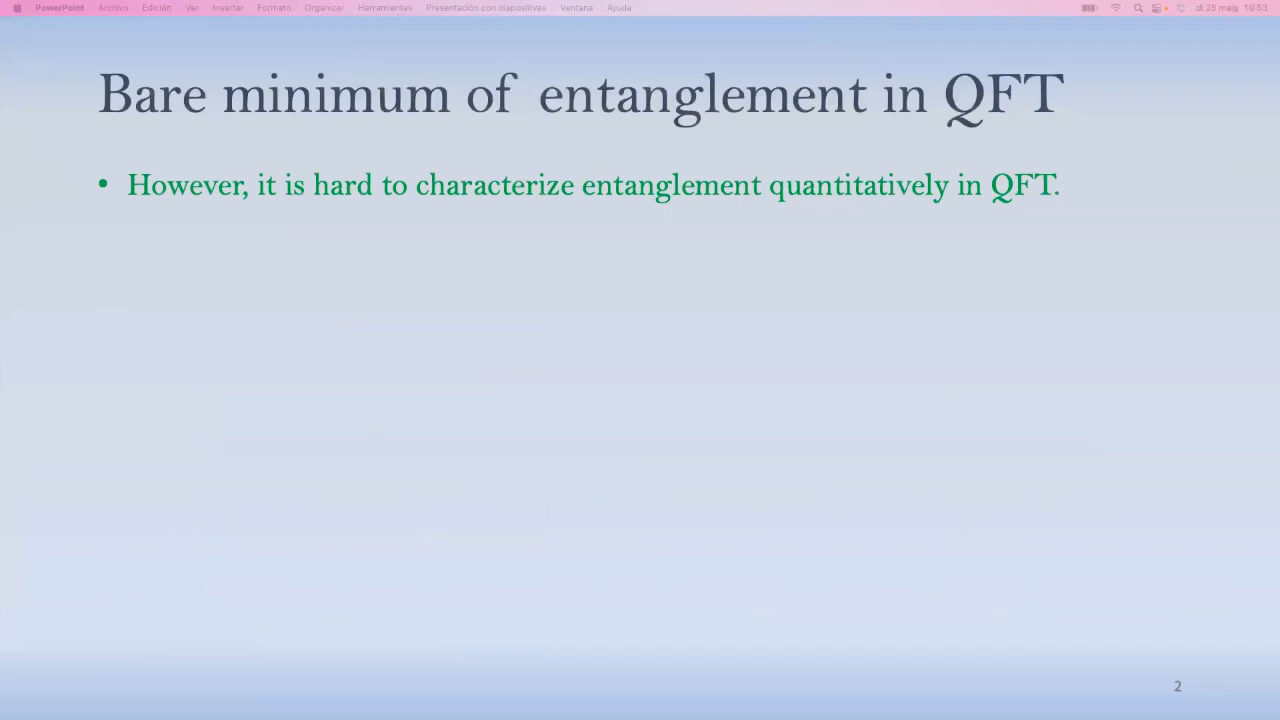 PowerPoint Archivo Edición Ver Insertar Formato Organizar Herramientas Presentación con diapositivas Ventana Ayuda di 25 maig 10:53
Bare minimum of entanglement in QFT
• However, it is hard to characterize entanglement quantitatively in QFT.
2